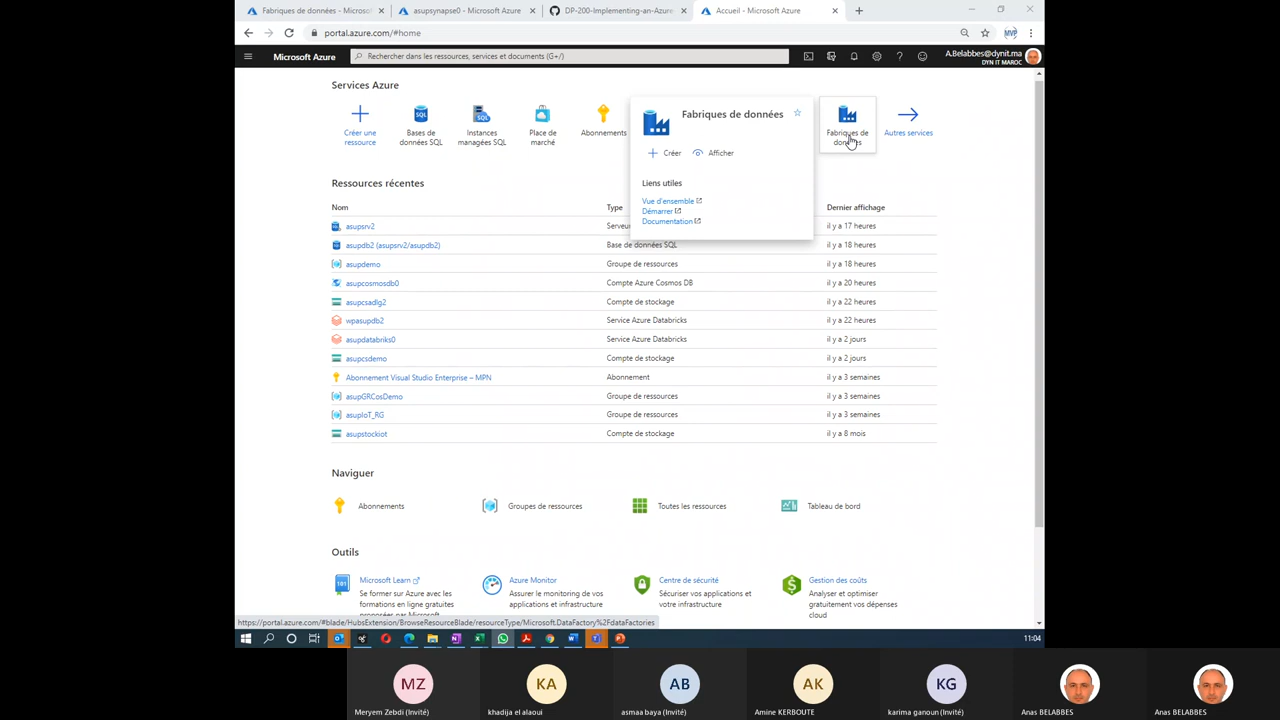 Fabriques de données - Microsof
asupsynapse0 - Microsoft Azure
DP-200-Implementing-an-Azure
Accueil - Microsoft Azure
portal.azure.com/#home
MVP
Microsoft Azure
Rechercher dans les ressources, services et documents (G+/)
A.Belabbes@dynit.ma
DYN IT MAROC
Services Azure
Créer une
ressource
Bases de
données SQL
Instances
managées SQL
Place de
marché
Abonnements
Fabriques de données
Créer
Afficher
Liens utiles
Vue d'ensemble
Démarrer
Documentation
Fabriques de
données
Autres services
Ressources récentes
Nom
Type
Dernier affichage
asupsrv2
Serveu
il y a 17 heures
asupdb2 (asupsrv2/asupdb2)
Base de données SQL
il y a 18 heures
asupdemo
Groupe de ressources
il y a 18 heures
asupcosmosdb0
Compte Azure Cosmos DB
il y a 20 heures
asupcsadlg2
Compte de stockage
il y a 22 heures
wpasupdb2
Service Azure Databricks
il y a 22 heures
asupdatabriks0
Service Azure Databricks
il y a 2 jours
asupcsdemo
Compte de stockage
il y a 2 jours
Abonnement Visual Studio Enterprise – MPN
Abonnement
il y a 3 semaines
asupGRCosDemo
Groupe de ressources
il y a 3 semaines
asupIoT_RG
Groupe de ressources
il y a 3 semaines
asupstockiot
Compte de stockage
il y a 8 mois
Naviguer
Abonnements
Groupes de ressources
Toutes les ressources
Tableau de bord
Outils
Microsoft Learn
Se former sur Azure avec les
formations en ligne gratuites
proposées par Microsoft
Azure Monitor
Assurer le monitoring de vos
applications et infrastructure
Centre de sécurité
Sécuriser vos applications et
votre infrastructure
Gestion des coûts
Analyser et optimiser
gratuitement vos dépenses
cloud
https://portal.azure.com/#blade/HubsExtension/BrowseResourceBlade/resourceType/Microsoft.DataFactory%2FdataFactories
11:04
MZ
KA
AB
AK
KG
Meryem Zebdi (Invité)
khadija el alaoui
asmaa baya (Invité)
Amine KERBOUTE
karima ganoun (Invité)
Anas BELABBES
Anas BELABBES